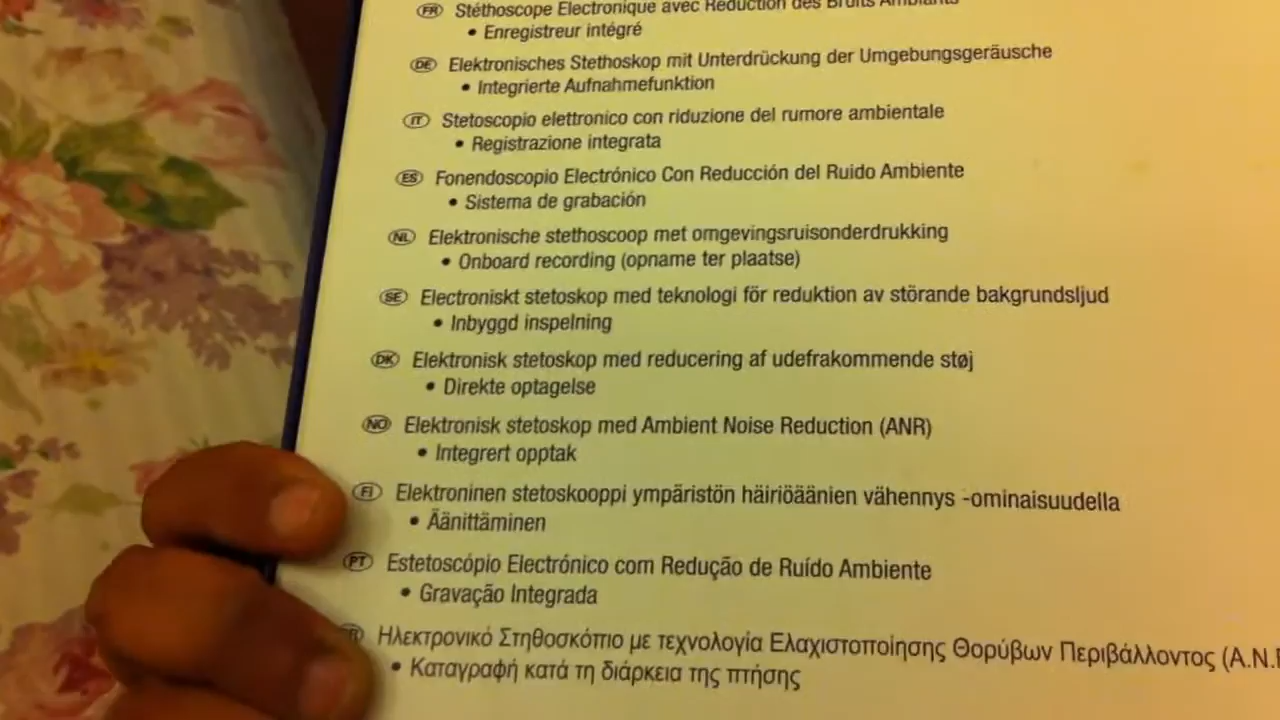 FR Stéthoscope Electronique avec Réduction des Bruits Ambiants
• Enregistreur intégré
DE Elektronisches Stethoskop mit Unterdrückung der Umgebungsgeräusche
• Integrierte Aufnahmefunktion
IT Stetoscopio elettronico con riduzione del rumore ambientale
• Registrazione integrata
ES Fonendoscopio Electrónico Con Reducción del Ruido Ambiente
• Sistema de grabación
NL Elektronische stethoscoop met omgevingsruisonderdrukking
• Onboard recording (opname ter plaatse)
SE Electroniskt stetoskop med teknologi för reduktion av störande bakgrundsljud
• Inbyggd inspelning
DK Elektronisk stetoskop med reducering af udefrakommende støj
• Direkte optagelse
NO Elektronisk stetoskop med Ambient Noise Reduction (ANR)
• Integrert opptak
FI Elektroninen stetoskooppi ympäristön häiriöäänien vähennys -ominaisuudella
• Äänittäminen
PT Estetoscópio Electrónico com Redução de Ruído Ambiente
• Gravação Integrada
Ηλεκτρονικό Στηθοσκόπιο με τεχνολογία Ελαχιστοποίησης Θορύβων Περιβάλλοντος (A.N.
• Καταγραφή κατά τη διάρκεια της πτήσης